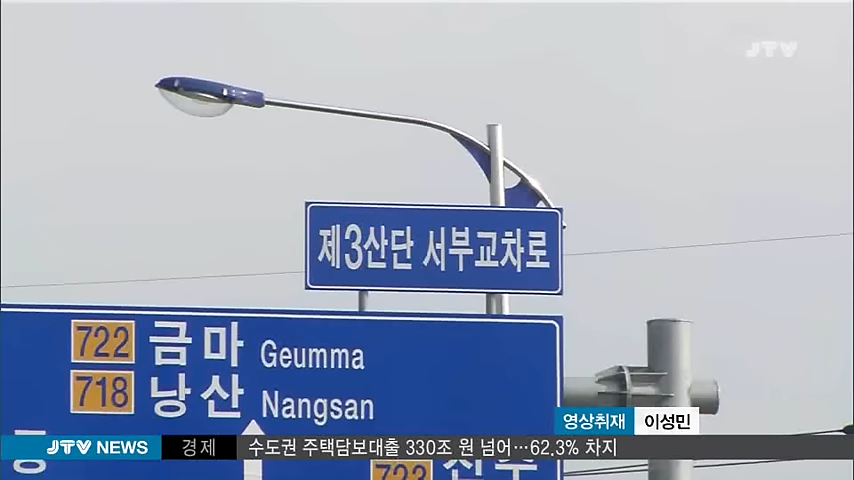 JTV
제3산단 서부교차로
722 금마 Geumma
718 낭산 Nangsan
영상취재 이성민
JTV NEWS 경제 수도권 주택담보대출 330조 원 넘어…62.3% 차지